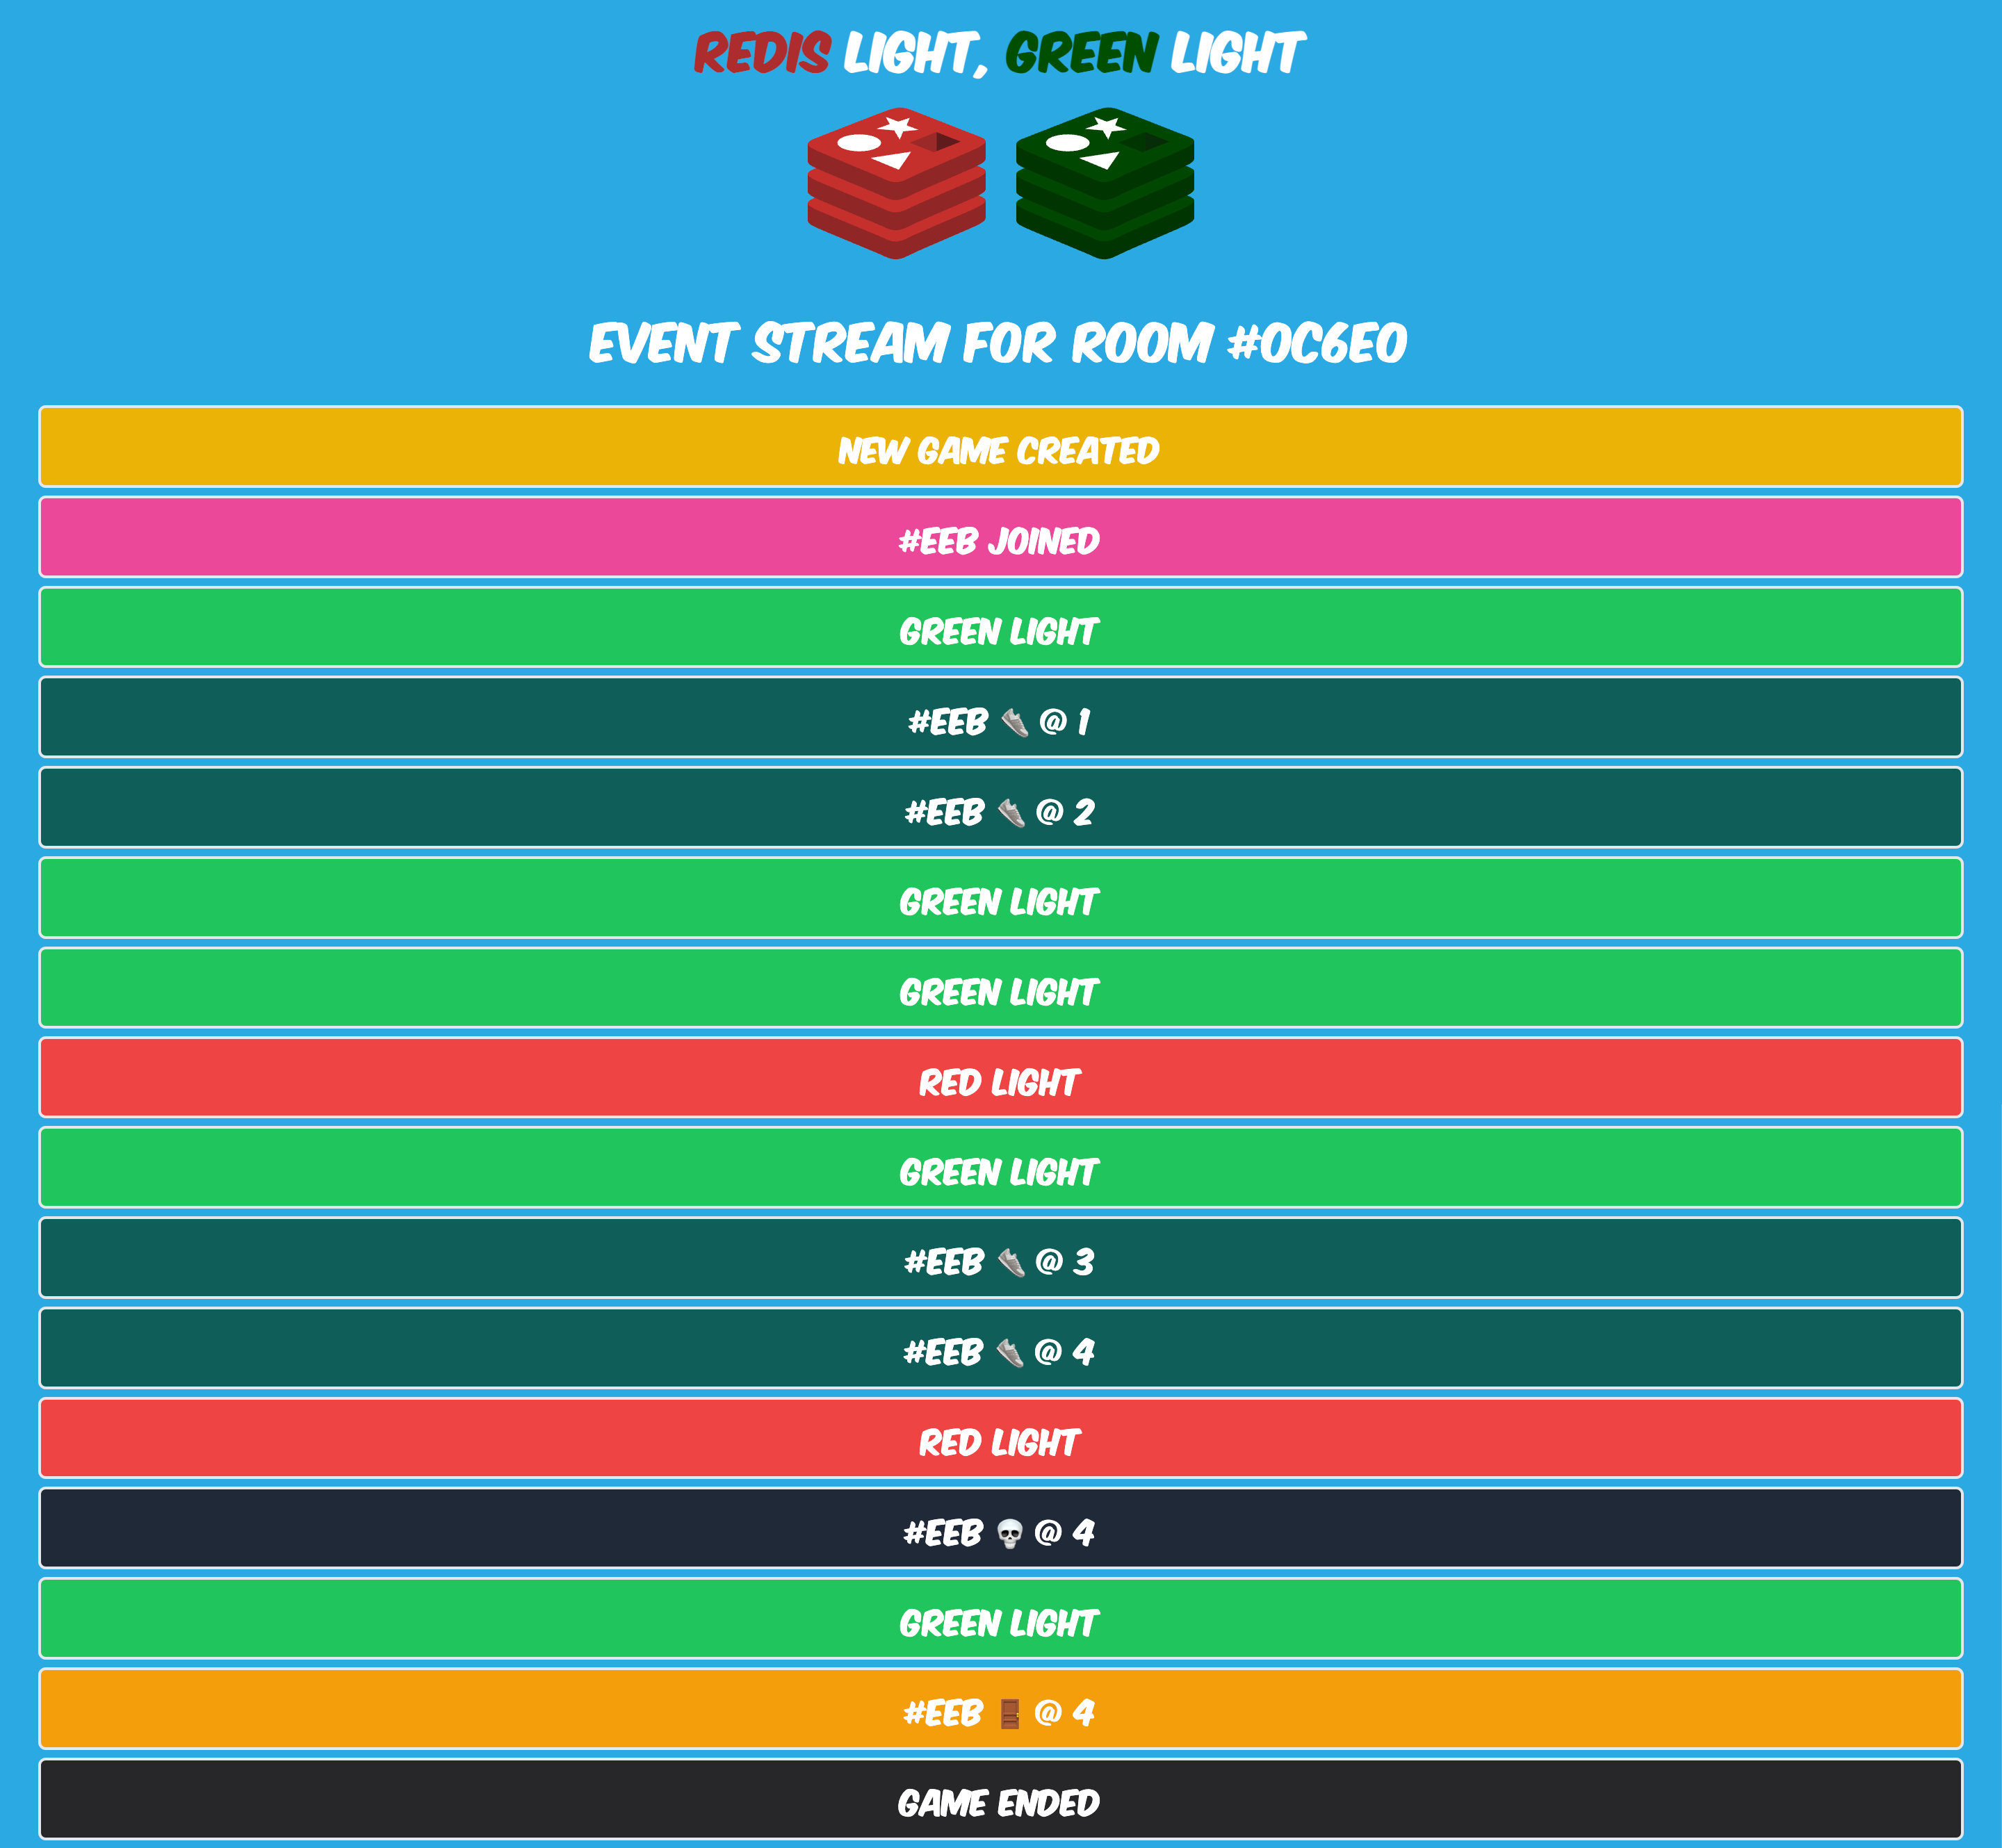 REDIS LIGHT, GREEN LIGHT
EVENT STREAM FOR ROOM #0C6E0
NEW GAME CREATED
#EEB JOINED
GREEN LIGHT
#EEB 👟 @ 1
#EEB 👟 @ 2
GREEN LIGHT
GREEN LIGHT
RED LIGHT
GREEN LIGHT
#EEB 👟 @ 3
#EEB 👟 @ 4
RED LIGHT
#EEB 💀 @ 4
GREEN LIGHT
#EEB 🚪 @ 4
GAME ENDED